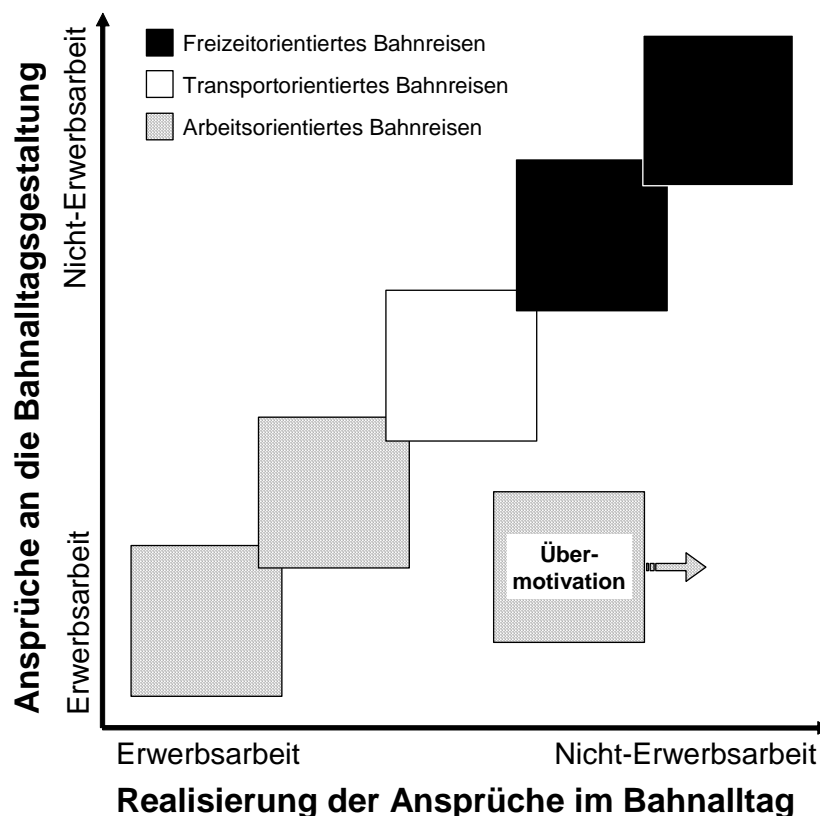 Freizeitorientiertes Bahnreisen
Transportorientiertes Bahnreisen
Arbeitsorientiertes Bahnreisen
Ansprüche an die Bahnalltagsgestaltung
Nicht-Erwerbsarbeit
Erwerbsarbeit
Über-
motivation
Erwerbsarbeit
Nicht-Erwerbsarbeit
Realisierung der Ansprüche im Bahnalltag